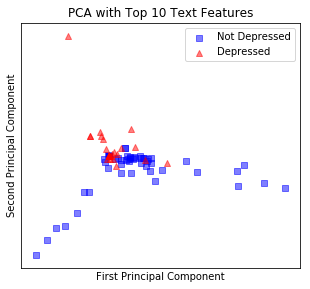 PCA with Top 10 Text Features
Not Depressed
Depressed
Second Principal Component
First Principal Component